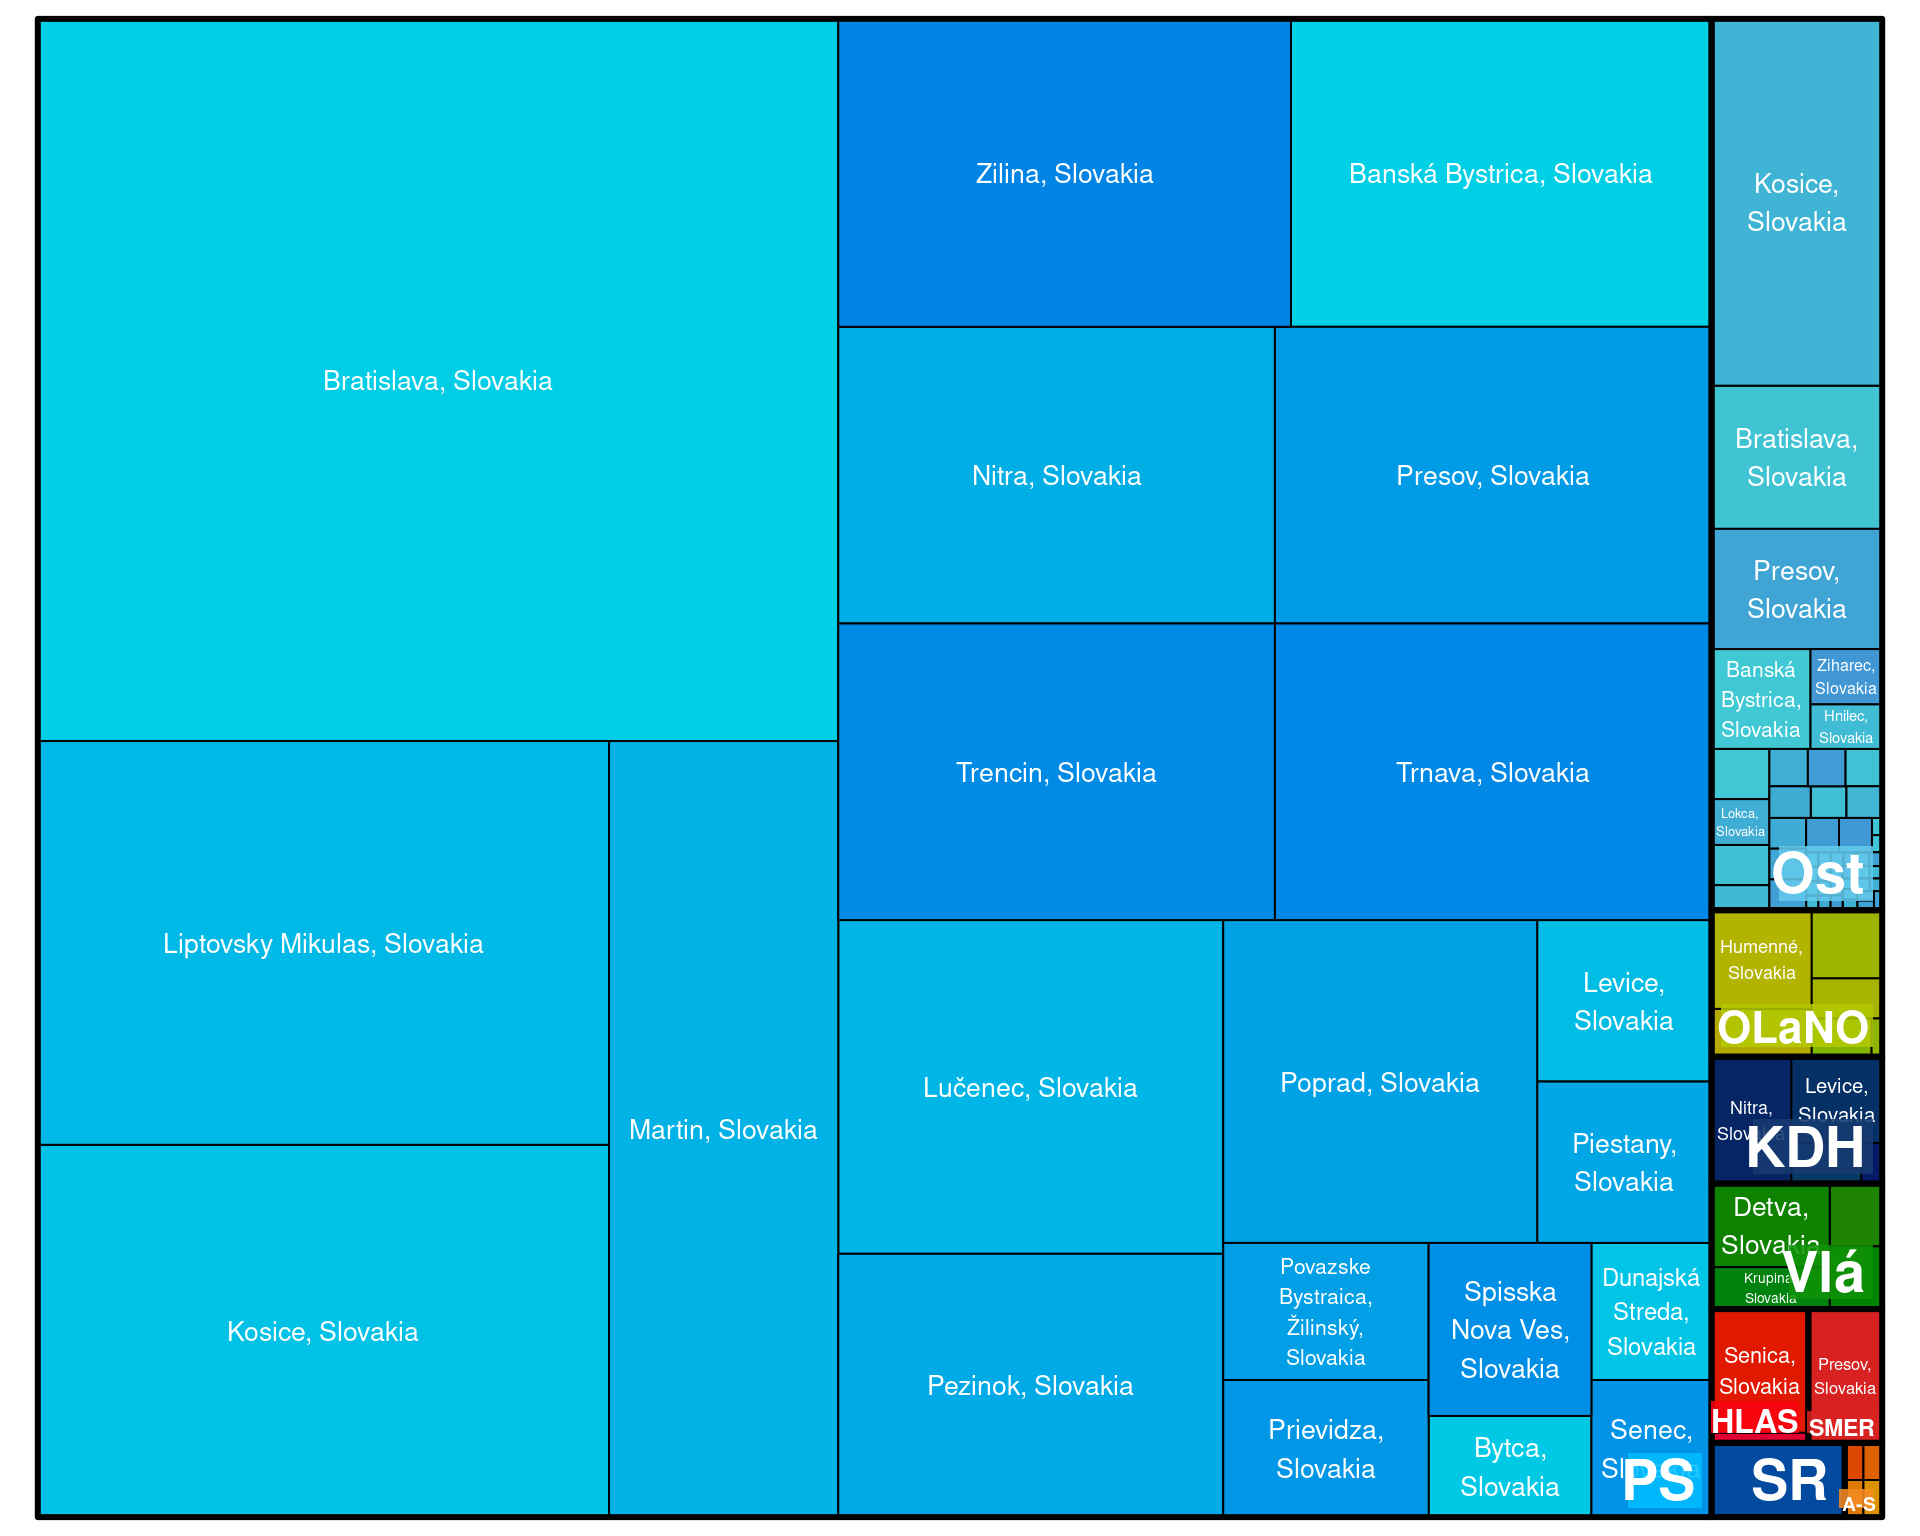 Bratislava, Slovakia
Liptovsky Mikulas, Slovakia
Kosice, Slovakia
Martin, Slovakia
Zilina, Slovakia
Banská Bystrica, Slovakia
Nitra, Slovakia
Presov, Slovakia
Trencin, Slovakia
Trnava, Slovakia
Lučenec, Slovakia
Pezinok, Slovakia
Poprad, Slovakia
Levice,
Slovakia
Piestany,
Slovakia
Povazske
Bystraica,
Žilinský,
Slovakia
Prievidza,
Slovakia
Spisska
Nova Ves,
Slovakia
Bytca,
Slovakia
Dunajská
Streda,
Slovakia
Senec,
Slovakia
PS
Kosice,
Slovakia
Bratislava,
Slovakia
Presov,
Slovakia
Banská
Bystrica,
Slovakia
Ziharec,
Slovakia
Hnilec,
Slovakia
Lokca,
Slovakia
Ost
Humenné,
Slovakia
OLaNO
Nitra,
Slovakia
Levice,
Slovakia
KDH
Detva,
Slovakia
Krupina,
Slovakia
Vlá
Senica,
Slovakia
HLAS
Presov,
Slovakia
SMER
SR
A-S